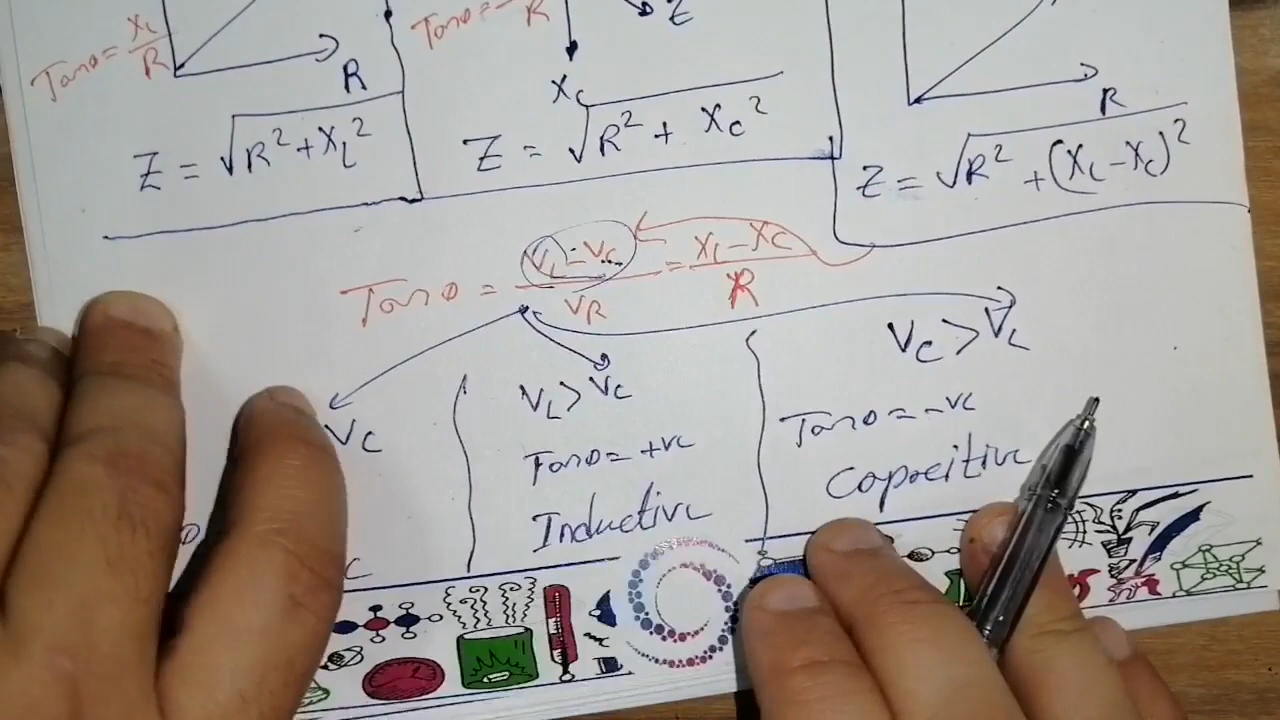 Tanθ = XL/R
R
Z = √R² + XL²
Tanθ = /R
Z
Xc
Z = √R² + Xc²
R
Z = √R² + (XL - Xc)²
Tanθ = VL - Vc/VR = XL - Xc/R
Vc
VL > Vc
Tanθ = +ve
Inductive
Vc > VL
Tanθ = -ve
Capacitive